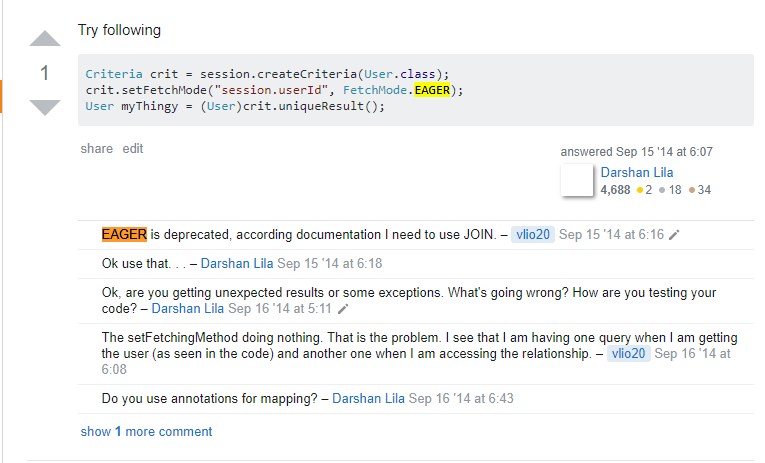 Try following
1
Criteria crit = session.createCriteria(User.class);
crit.setFetchMode("session.userId", FetchMode.EAGER);
User myThingy = (User)crit.uniqueResult();
share edit
answered Sep 15 '14 at 6:07
Darshan Lila
4,688 ●2 ●18 ●34
EAGER is deprecated, according documentation I need to use JOIN. – vlio20 Sep 15 '14 at 6:16
Ok use that. . . – Darshan Lila Sep 15 '14 at 6:18
Ok, are you getting unexpected results or some exceptions. What's going wrong? How are you testing your
code? – Darshan Lila Sep 16 '14 at 5:11
The setFetchingMethod doing nothing. That is the problem. I see that I am having one query when I am getting
the user (as seen in the code) and another one when I am accessing the relationship. – vlio20 Sep 16 '14 at
6:08
Do you use annotations for mapping? – Darshan Lila Sep 16 '14 at 6:43
show 1 more comment